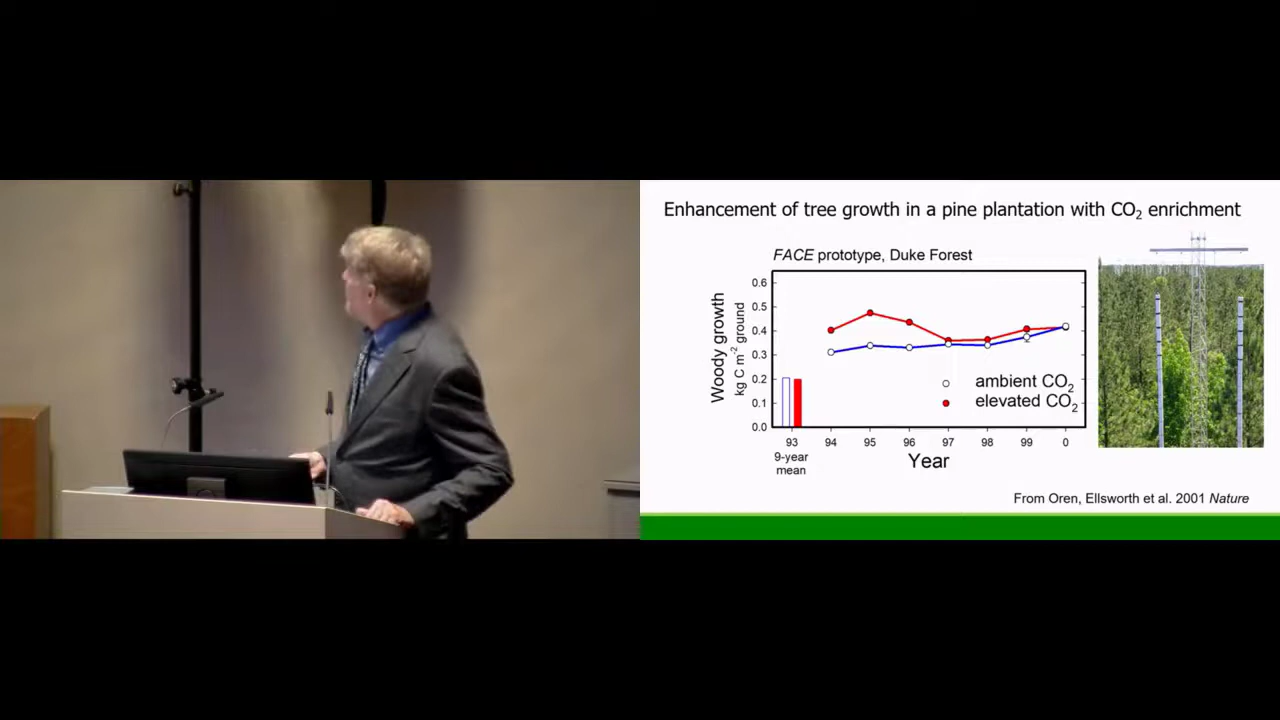 Enhancement of tree growth in a pine plantation with CO₂ enrichment
FACE prototype, Duke Forest
Woody growth
kg C m⁻² ground
0.6
0.5
0.4
0.3
0.2
0.1
0.0
ambient CO₂
elevated CO₂
93 94 95 96 97 98 99 0
9-year
mean
Year
From Oren, Ellsworth et al. 2001 Nature